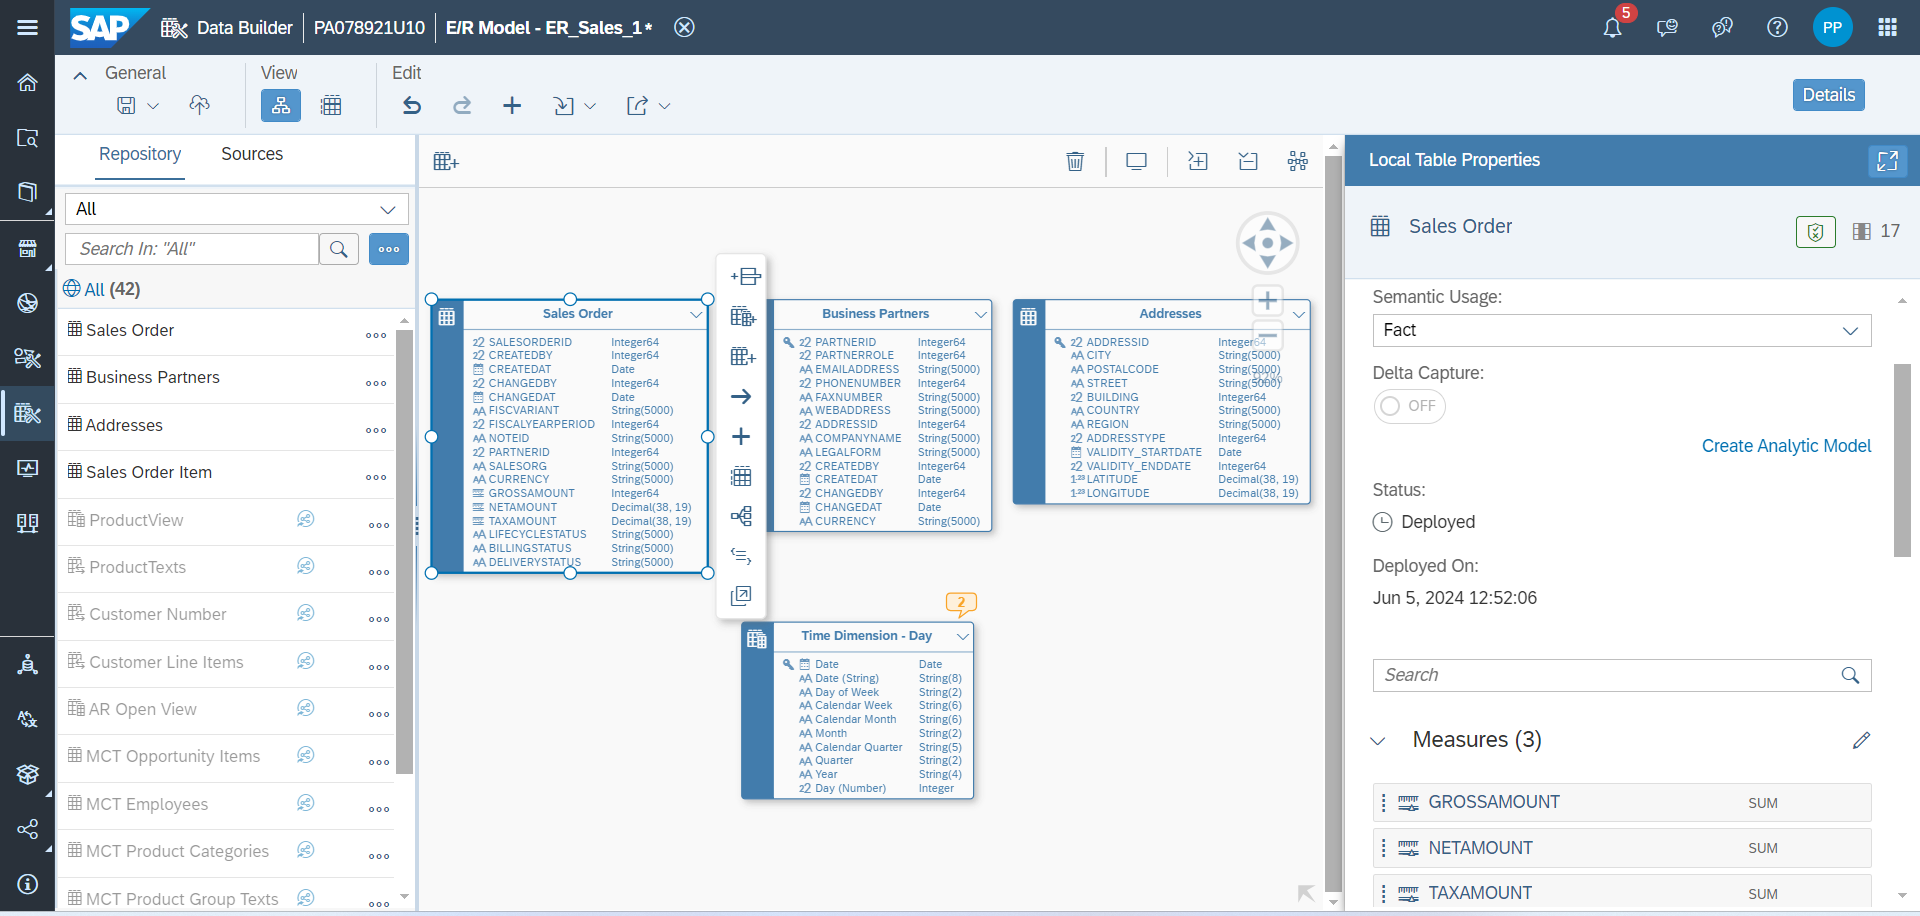 SAP Data Builder PA078921U10 E/R Model - ER_Sales_1* 5 PP
General View Edit
Details
Repository Sources
All
Search In: "All"
All (42)
Sales Order
Business Partners
Addresses
Sales Order Item
ProductView
ProductTexts
Customer Number
Customer Line Items
AR Open View
MCT Opportunity Items
MCT Employees
MCT Product Categories
MCT Product Group Texts
Sales Order
SALESORDERID Integer64
CREATEDBY Integer64
CREATEDAT Date
CHANGEDBY Integer64
CHANGEDAT Date
FISCVARIANT String(5000)
FISCALYEARPERIOD Integer64
NOTEID String(5000)
PARTNERID Integer64
SALESORG String(5000)
CURRENCY String(5000)
GROSSAMOUNT Integer64
NETAMOUNT Decimal(38, 19)
TAXAMOUNT Decimal(38, 19)
LIFECYCLESTATUS String(5000)
BILLINGSTATUS String(5000)
DELIVERYSTATUS String(5000)
Business Partners
PARTNERID Integer64
PARTNERROLE Integer64
EMAILADDRESS String(5000)
PHONENUMBER Integer64
FAXNUMBER String(5000)
WEBADDRESS String(5000)
ADDRESSID Integer64
COMPANYNAME String(5000)
LEGALFORM String(5000)
CREATEDBY Integer64
CREATEDAT Date
CHANGEDBY Integer64
CHANGEDAT Date
CURRENCY String(5000)
Addresses
ADDRESSID Integer64
CITY String(5000)
POSTALCODE String(5000)
STREET String(5000)
BUILDING Integer64
COUNTRY String(5000)
REGION String(5000)
ADDRESSTYPE Integer64
VALIDITY_STARTDATE Date
VALIDITY_ENDDATE Integer64
LATITUDE Decimal(38, 19)
LONGITUDE Decimal(38, 19)
2
Time Dimension - Day
Date Date
Date (String) String(8)
Day of Week String(2)
Calendar Week String(6)
Calendar Month String(6)
Month String(2)
Calendar Quarter String(5)
Quarter String(2)
Year String(4)
Day (Number) Integer
Local Table Properties
Sales Order 17
Semantic Usage:
Fact
Delta Capture:
OFF
Create Analytic Model
Status:
Deployed
Deployed On:
Jun 5, 2024 12:52:06
Search
Measures (3)
GROSSAMOUNT SUM
NETAMOUNT SUM
TAXAMOUNT SUM